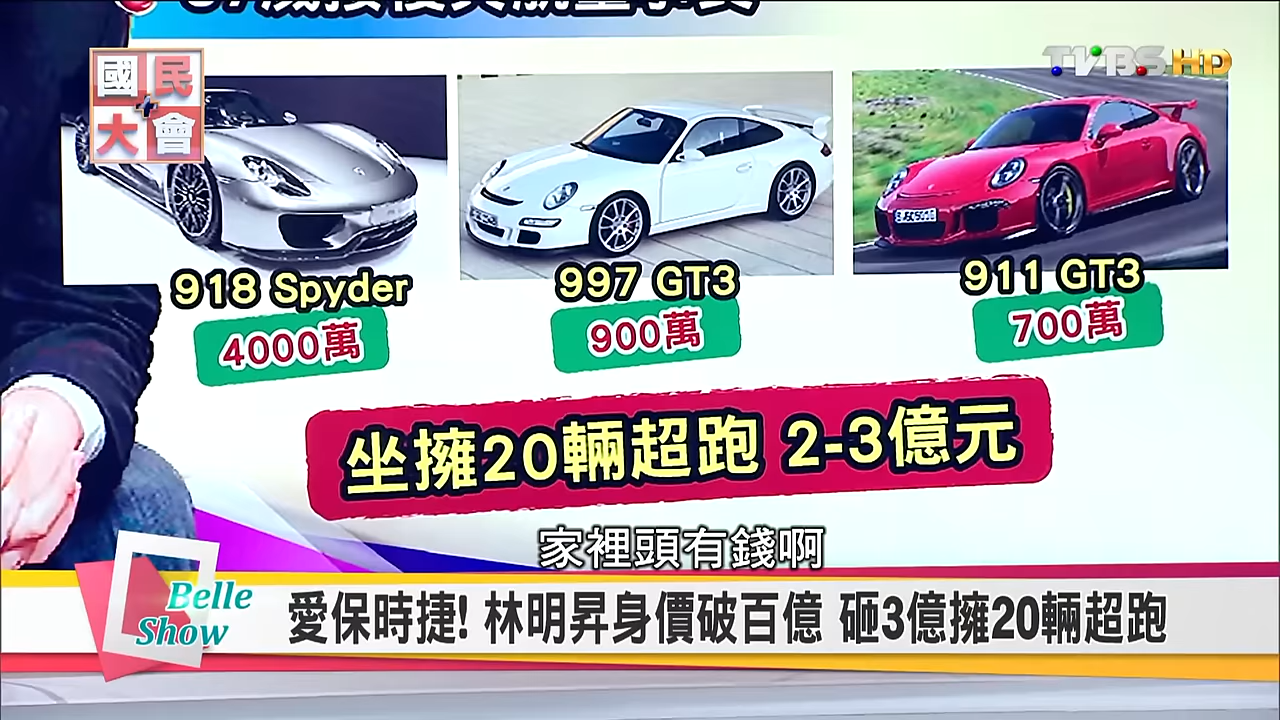 國民
大會
TVBS HD
918 Spyder
997 GT3
911 GT3
4000萬
900萬
700萬
坐擁20輛超跑 2-3億元
家裡頭有錢啊
Belle
Show
愛保時捷! 林明昇身價破百億 砸3億擁20輛超跑